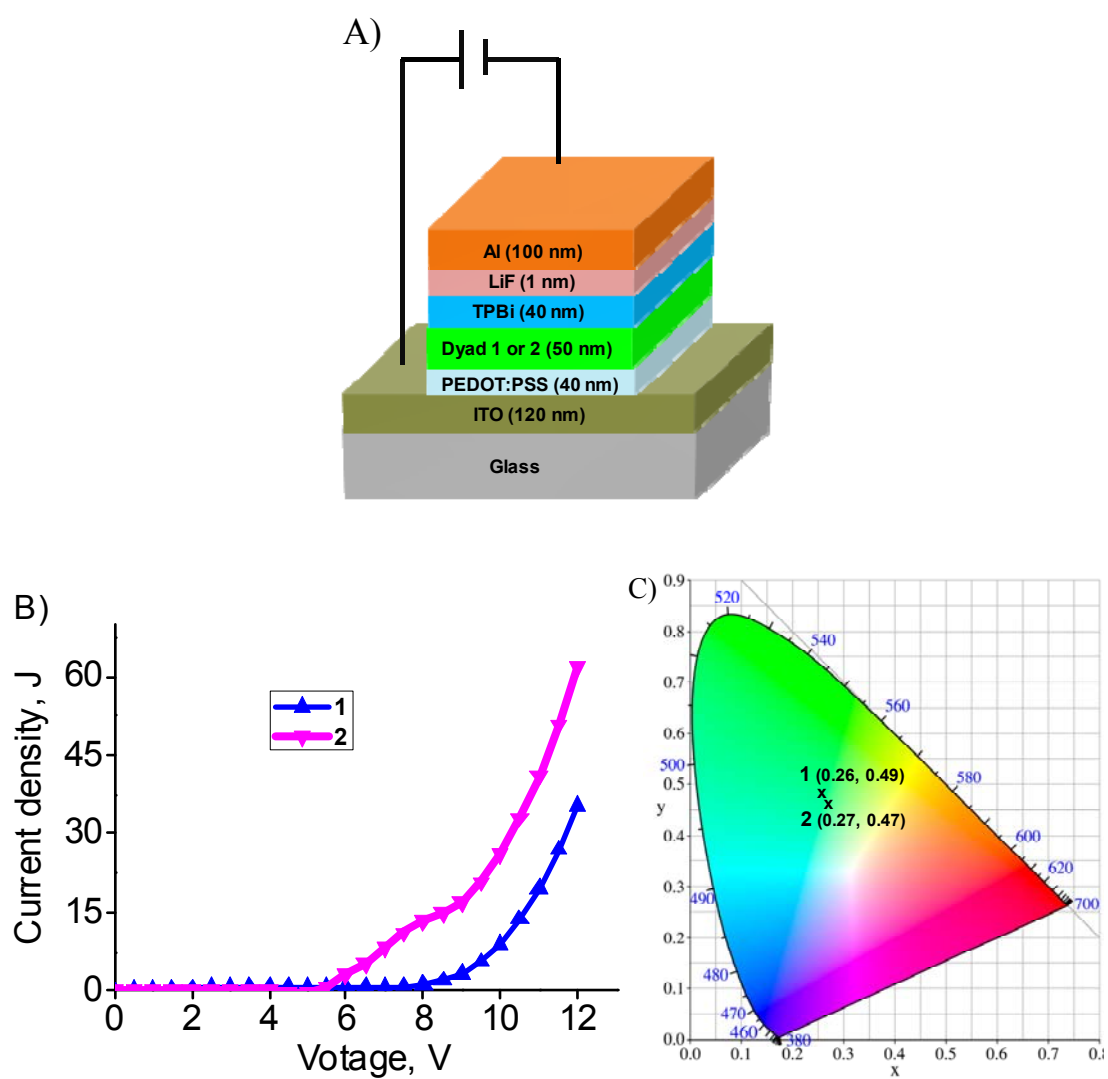 A)
Al (100 nm)
LiF (1 nm)
TPBi (40 nm)
Dyad 1 or 2 (50 nm)
PEDOT:PSS (40 nm)
ITO (120 nm)
Glass
B)
Current density, J
60
45
30
15
0
1
2
0 2 4 6 8 10 12
Votage, V
C)
0.9
0.8
0.7
0.6
0.5
y
0.4
0.3
0.2
0.1
0.0
520
540
560
500
580
600
620
700
490
480
470
460
380
1 (0.26, 0.49)
x
x
2 (0.27, 0.47)
0.0 0.1 0.2 0.3 0.4 0.5 0.6 0.7 0.8
x